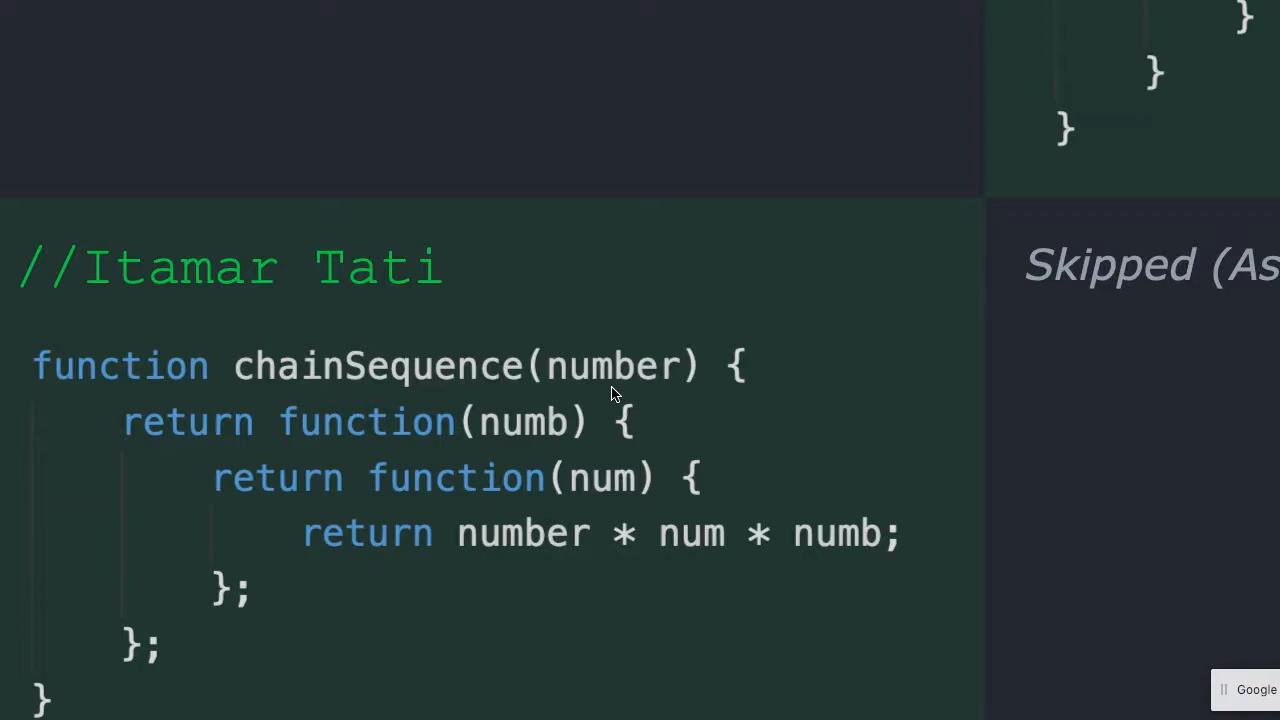 }
}
}
//Itamar Tati
Skipped (As
function chainSequence(number) {
return function(numb) {
return function(num) {
return number * num * numb;
};
};
}
Google